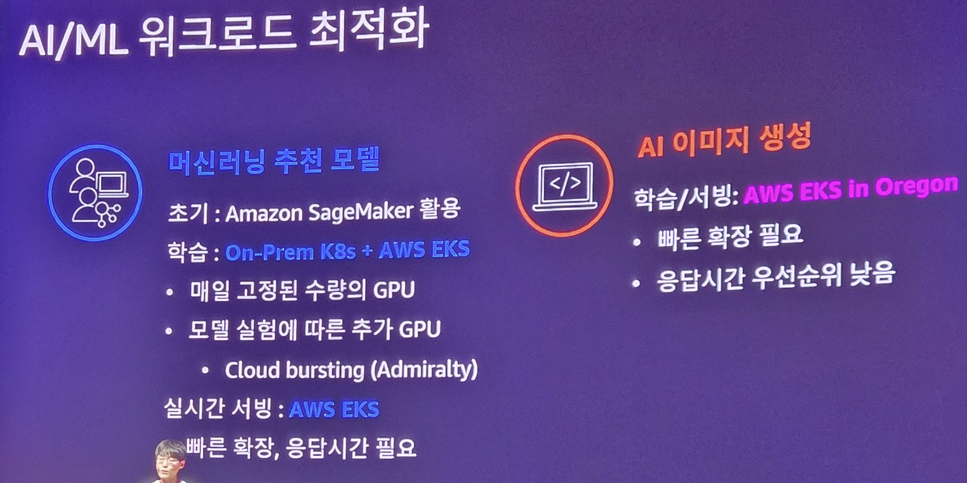 AI/ML 워크로드 최적화
머신러닝 추천 모델
초기 : Amazon SageMaker 활용
학습 : On-Prem K8s + AWS EKS
• 매일 고정된 수량의 GPU
• 모델 실험에 따른 추가 GPU
• Cloud bursting (Admiralty)
실시간 서빙 : AWS EKS
빠른 확장, 응답시간 필요
AI 이미지 생성
</>
학습/서빙: AWS EKS in Oregon
• 빠른 확장 필요
• 응답시간 우선순위 낮음